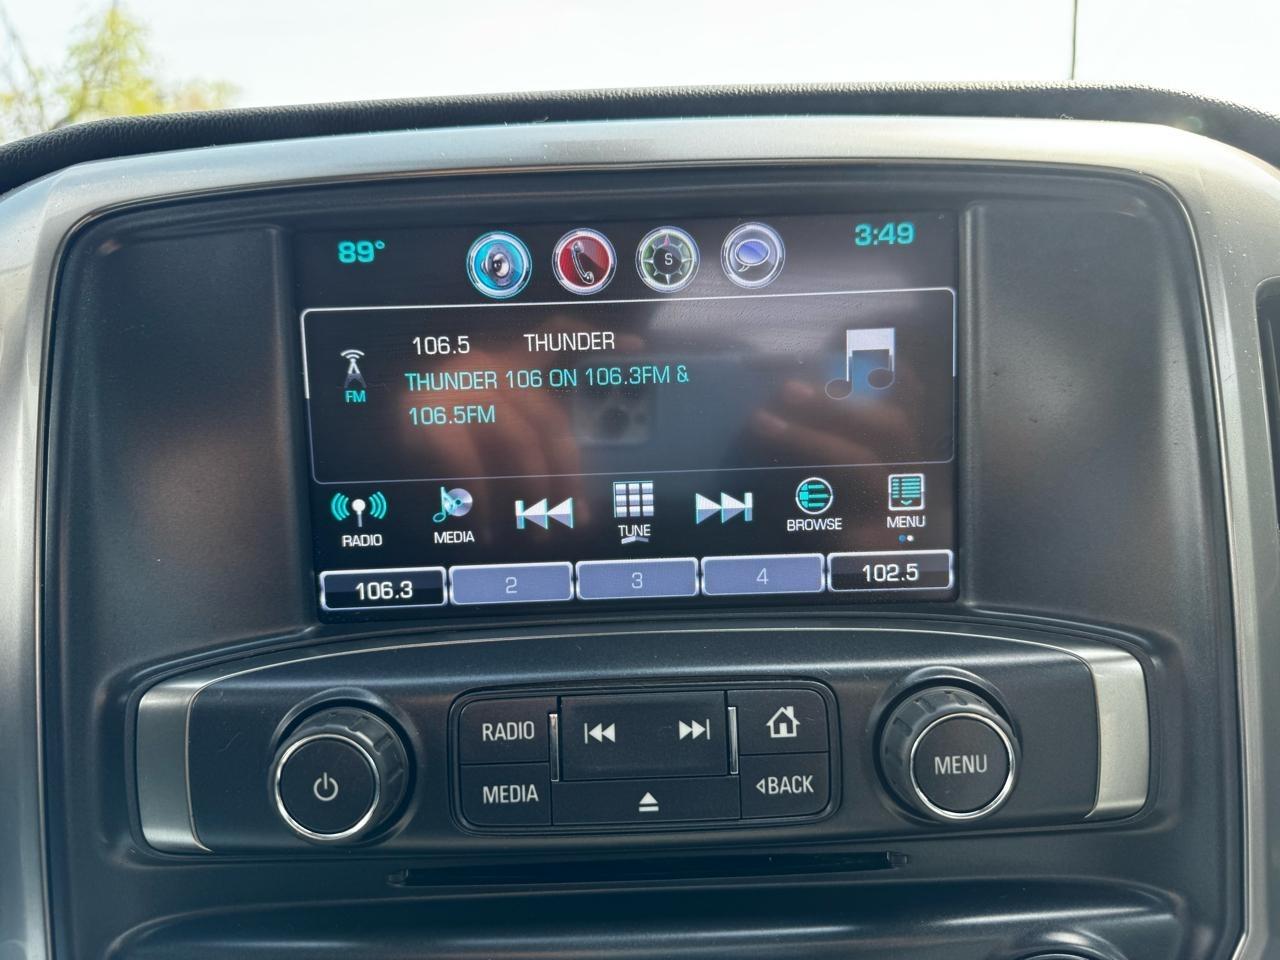 89° S 3:49
106.5 THUNDER
THUNDER 106 ON 106.3FM &
106.5FM
FM
RADIO MEDIA TUNE BROWSE MENU
106.3 2 3 4 102.5
RADIO
MEDIA
BACK
MENU